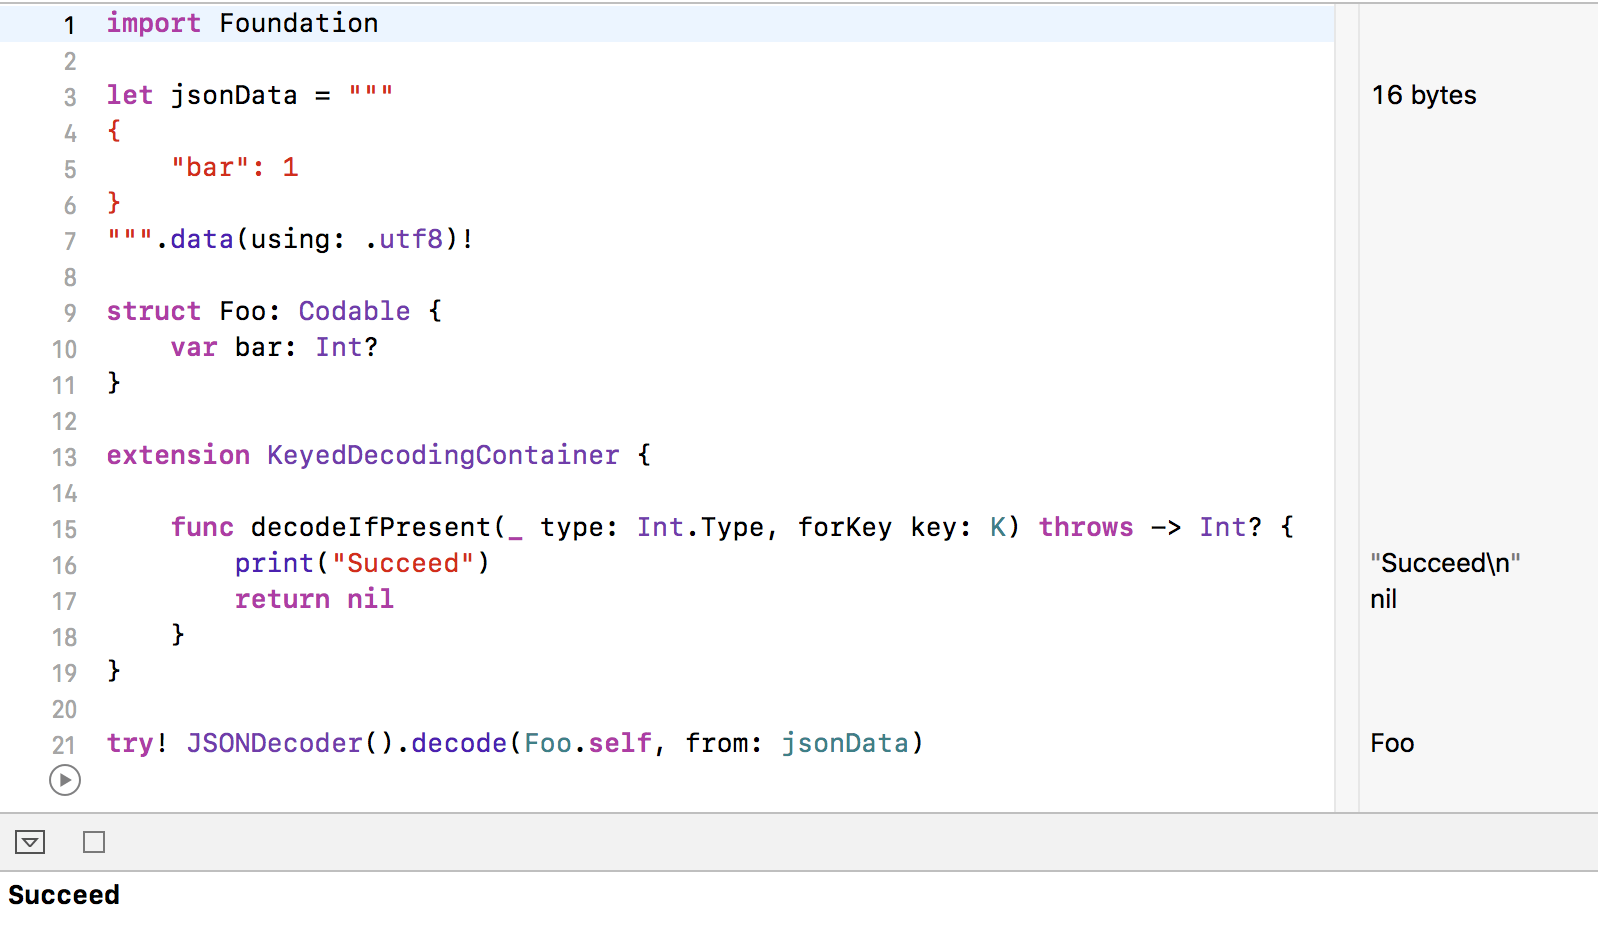 1 import Foundation
2
3 let jsonData = """ 16 bytes
4 {
5     "bar": 1
6 }
7 """.data(using: .utf8)!
8
9 struct Foo: Codable {
10     var bar: Int?
11 }
12
13 extension KeyedDecodingContainer {
14
15     func decodeIfPresent(_ type: Int.Type, forKey key: K) throws -> Int? {
16         print("Succeed") "Succeed\n"
17         return nil nil
18     }
19 }
20
21 try! JSONDecoder().decode(Foo.self, from: jsonData) Foo
Succeed